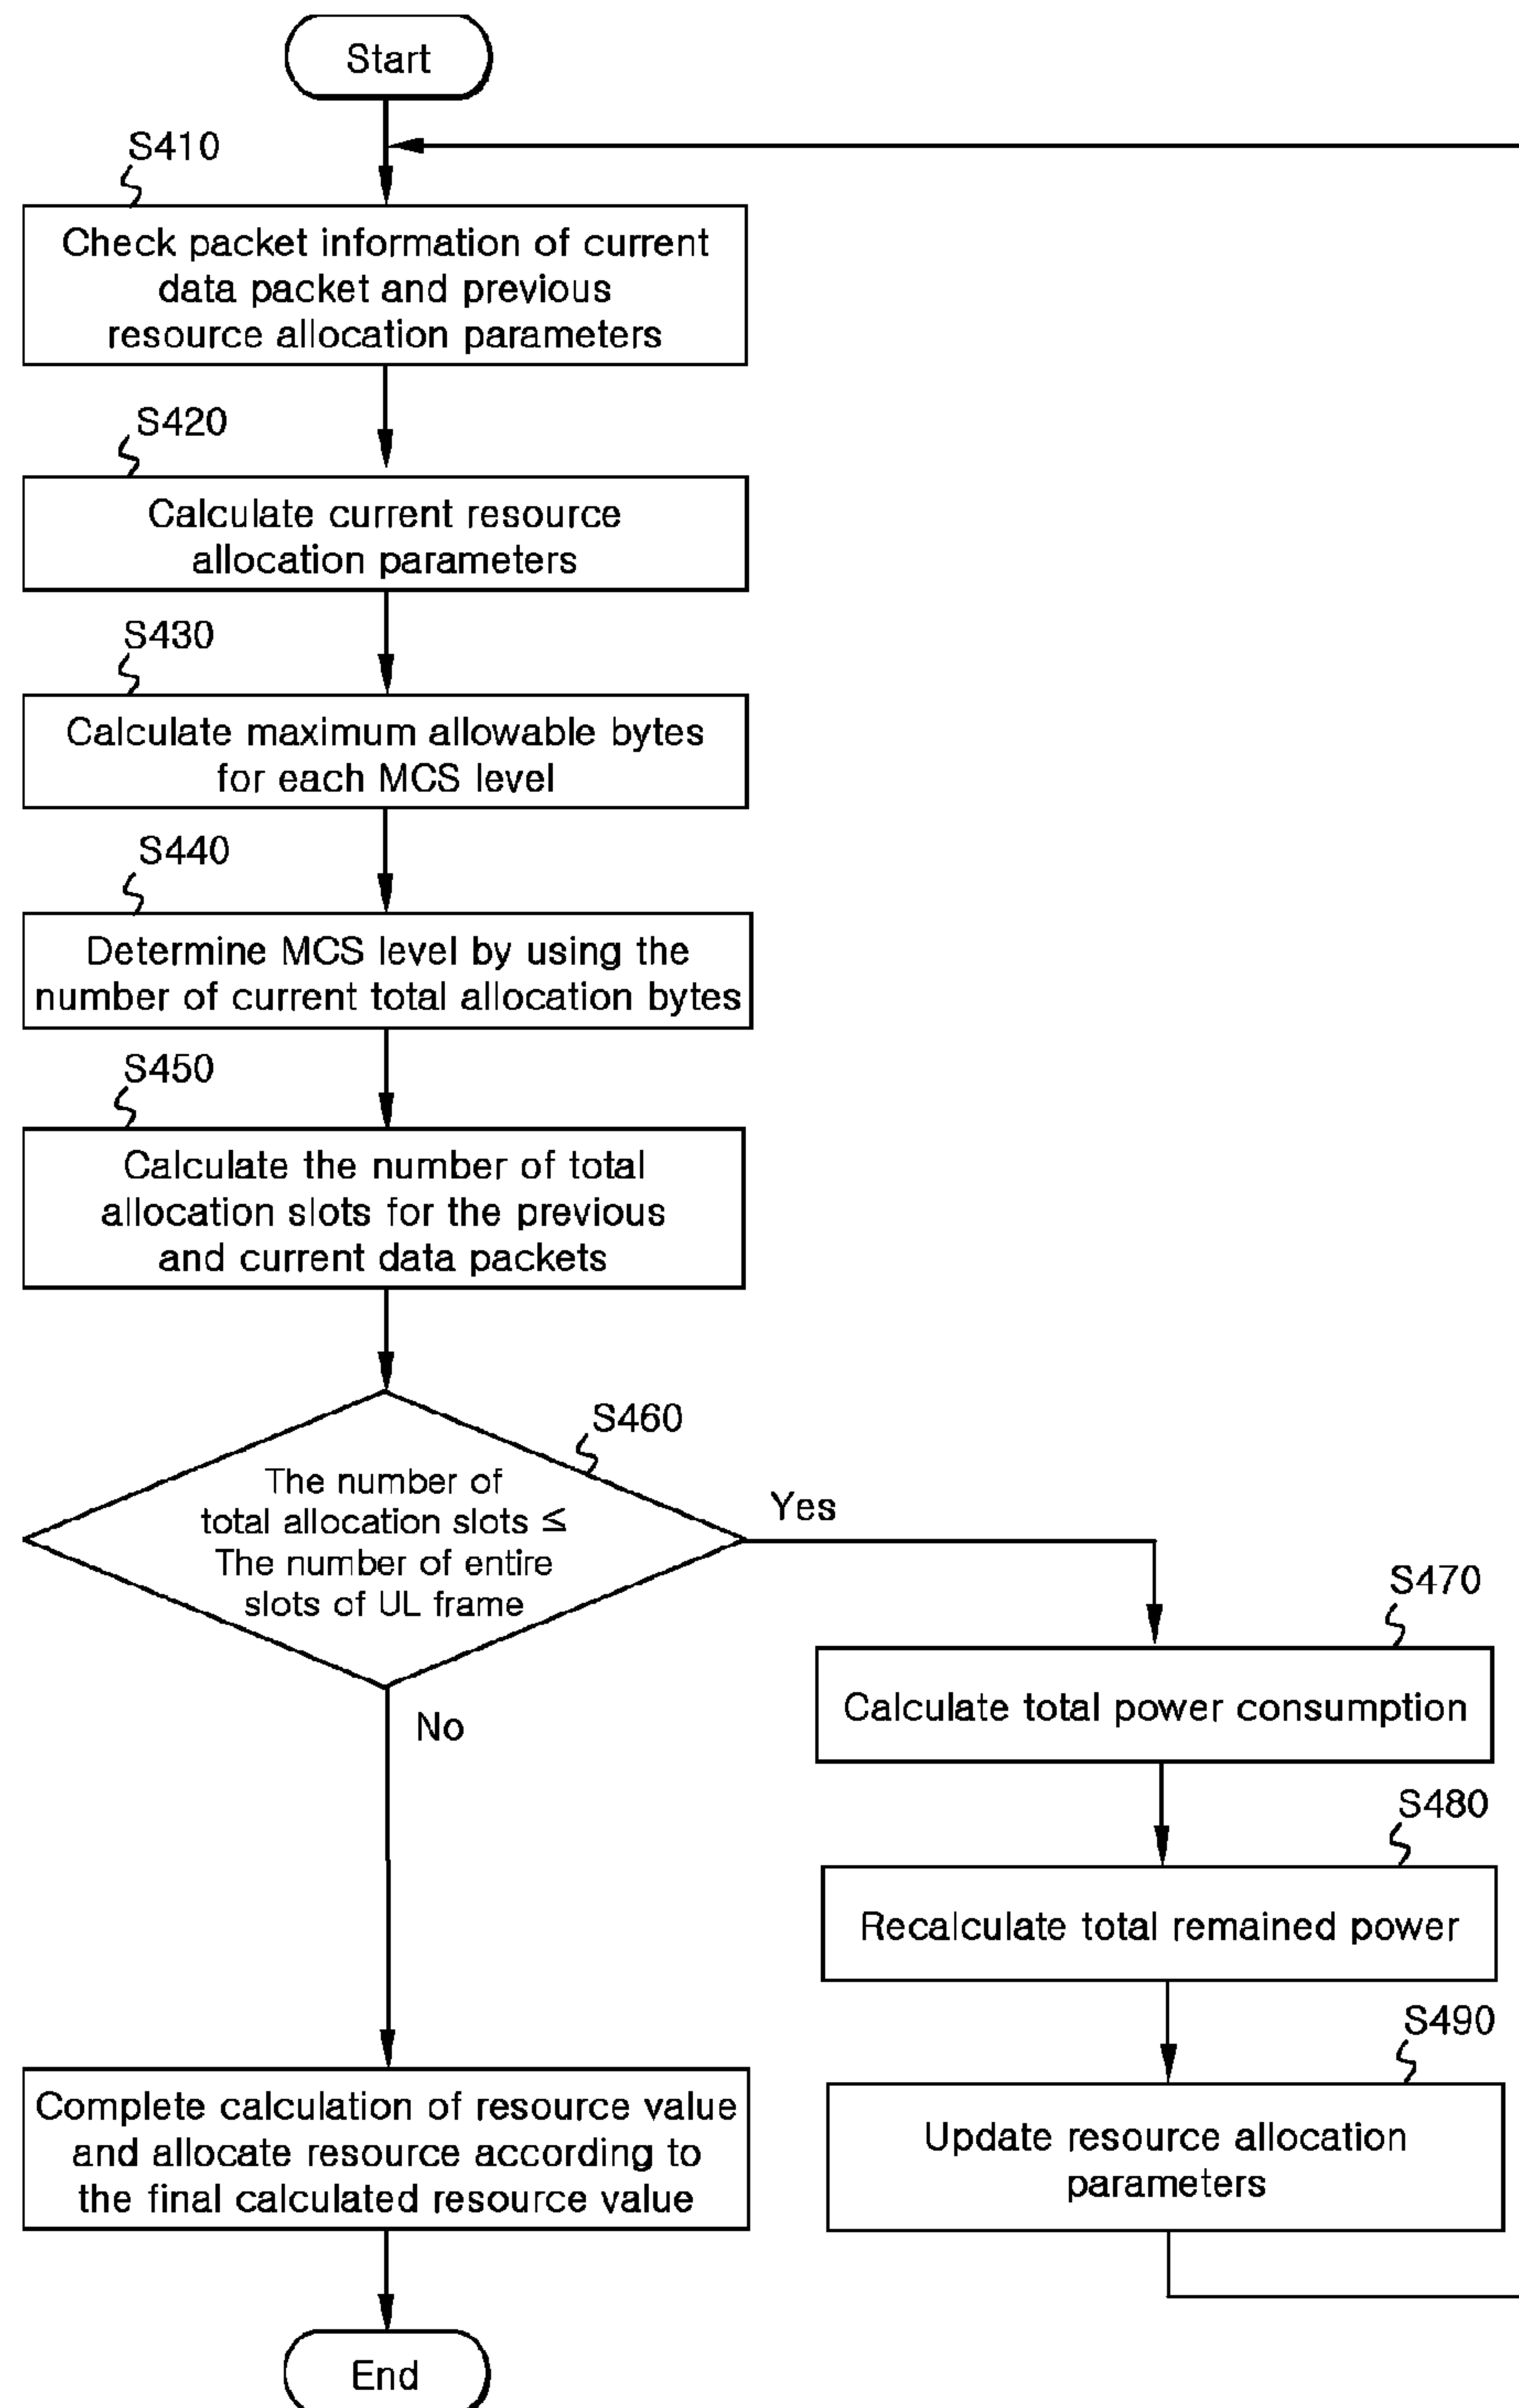 Start
S410
Check packet information of current
data packet and previous
resource allocation parameters
S420
Calculate current resource
allocation parameters
S430
Calculate maximum allowable bytes
for each MCS level
S440
Determine MCS level by using the
number of current total allocation bytes
S450
Calculate the number of total
allocation slots for the previous
and current data packets
S460
The number of
total allocation slots ≤
The number of entire
slots of UL frame
Yes
No
S470
Calculate total power consumption
S480
Recalculate total remained power
S490
Update resource allocation
parameters
Complete calculation of resource value
and allocate resource according to
the final calculated resource value
End